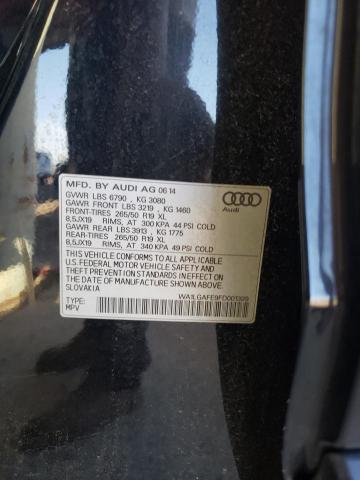 MFD. BY AUDI AG 06 14
GVWR LBS 6790 , KG 3080
GAWR FRONT LBS 3219 , KG 1460
FRONT-TIRES 265/50 R19 XL
8,5JX19 RIMS, AT 300 KPA 44 PSI COLD
GAWR REAR LBS 3913 , KG 1775
REAR-TIRES 265/50 R19 XL
8,5JX19 RIMS, AT 340 KPA 49 PSI COLD
THIS VEHICLE CONFORMS TO ALL APPLICABLE
U.S. FEDERAL MOTOR VEHICLE SAFETY AND
THEFT PREVENTION STANDARDS IN EFFECT ON
THE DATE OF MANUFACTURE SHOWN ABOVE.
SLOVAKIA
TYPE:
MPV
Audi